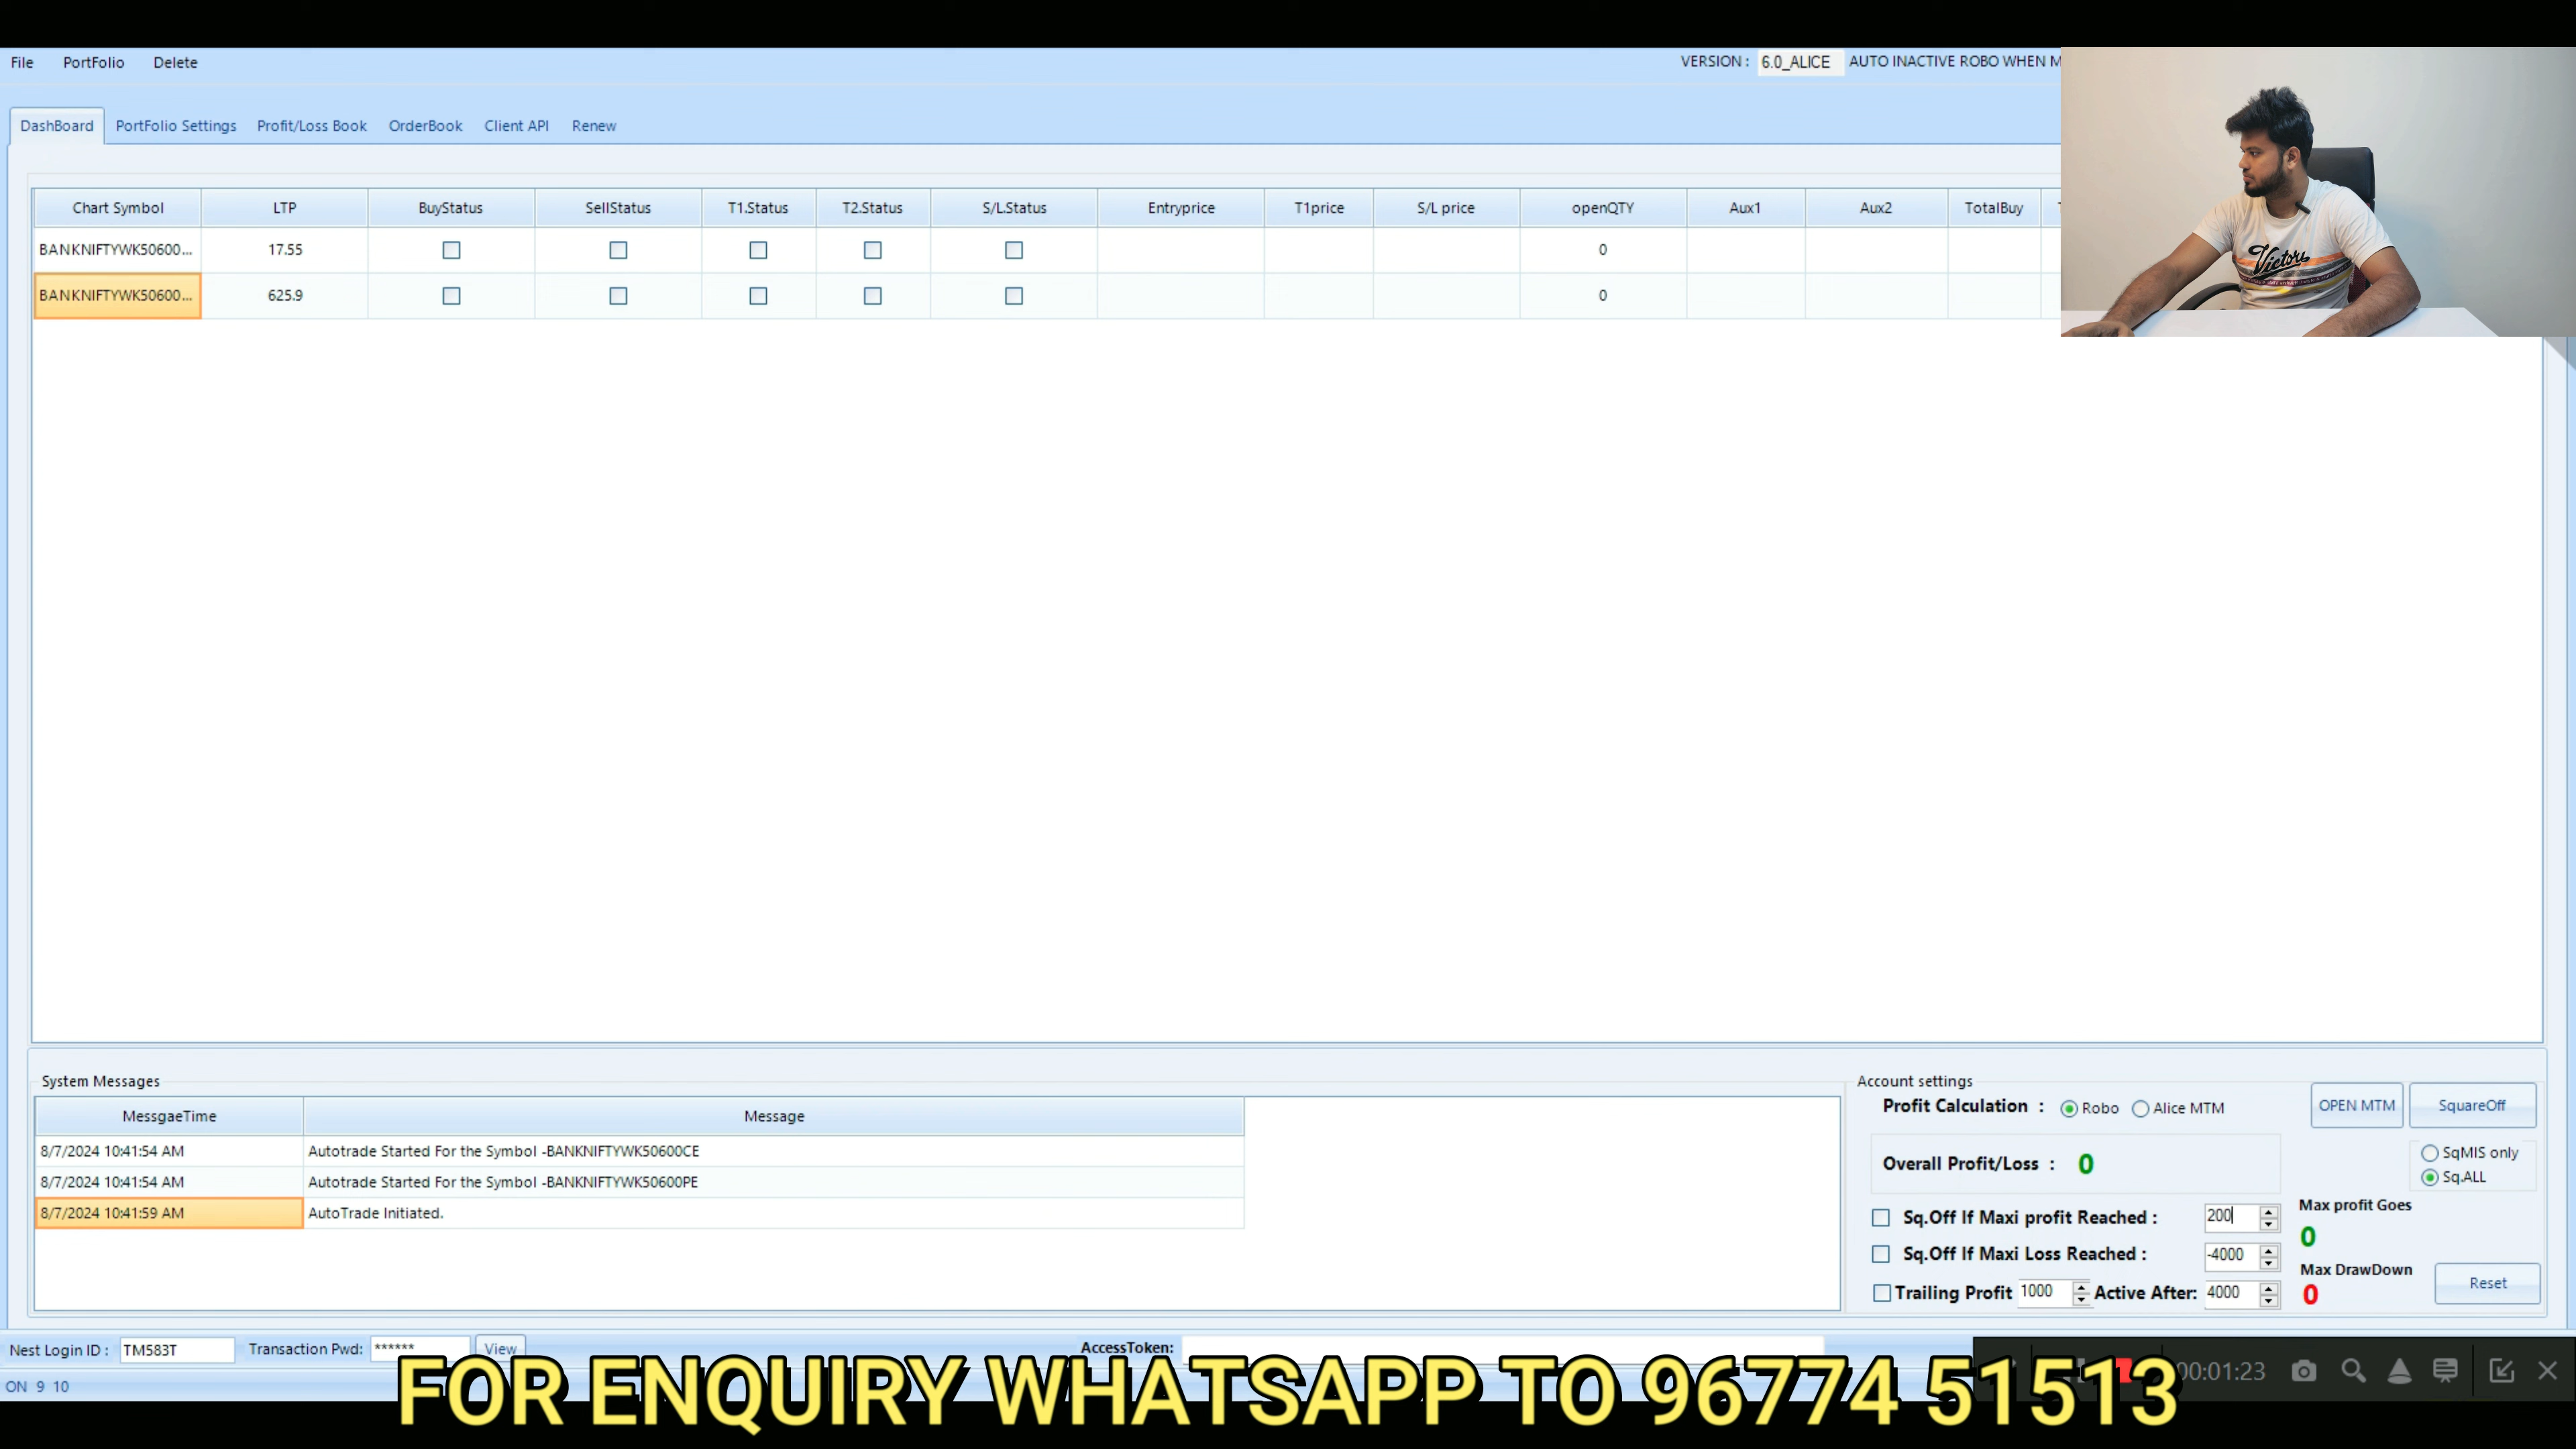 File PortFolio Delete
VERSION : 6.0_ALICE AUTO INACTIVE ROBO WHEN M
DashBoard PortFolio Settings Profit/Loss Book OrderBook Client API Renew
Chart Symbol LTP BuyStatus SellStatus T1.Status T2.Status S/L.Status Entryprice T1price S/L price openQTY Aux1 Aux2 TotalBuy
BANKNIFTYWK50600... 17.55 0
BANKNIFTYWK50600... 625.9 0
Victory
System Messages
MessgaeTime Message
8/7/2024 10:41:54 AM Autotrade Started For the Symbol -BANKNIFTYWK50600CE
8/7/2024 10:41:54 AM Autotrade Started For the Symbol -BANKNIFTYWK50600PE
8/7/2024 10:41:59 AM AutoTrade Initiated.
Account settings
Profit Calculation : Robo Alice MTM OPEN MTM SquareOff
Overall Profit/Loss : 0
SqMIS only
Sq.ALL
Sq.Off If Maxi profit Reached : 200
Max profit Goes
0
Sq.Off If Maxi Loss Reached : -4000
Max DrawDown
0
Reset
Trailing Profit 1000 Active After: 4000
Nest Login ID : TM583T Transaction Pwd: ****** View AccessToken:
ON 9 10
00:01:23
FOR ENQUIRY WHATSAPP TO 96774 51513